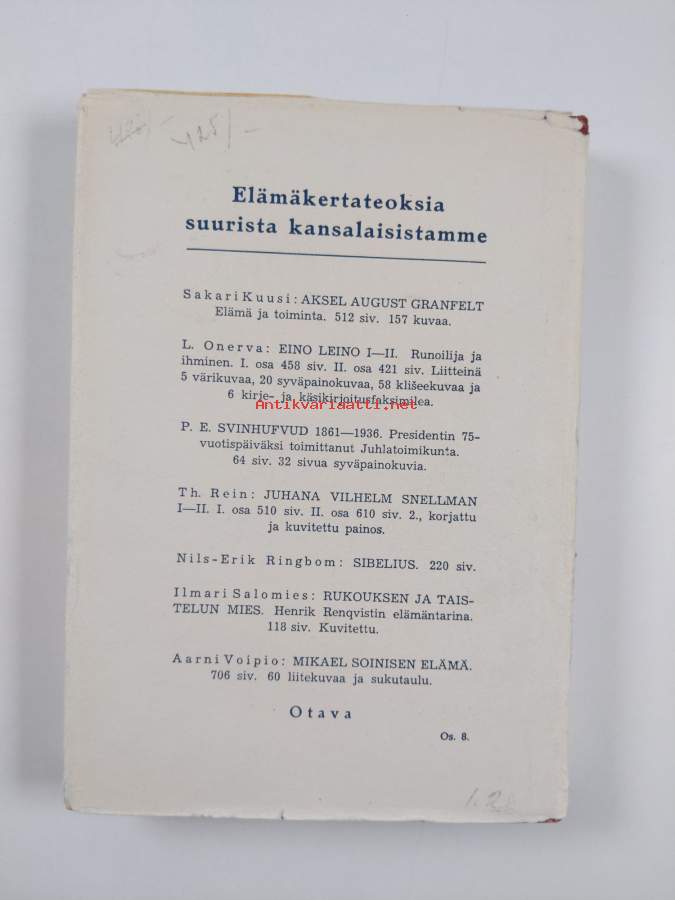 425/-
Elämäkertateoksia
suurista kansalaisistamme
Sakari Kuusi: AKSEL AUGUST GRANFELT
Elämä ja toiminta. 512 siv. 157 kuvaa.
L. Onerva: EINO LEINO I—II. Runoilija ja
ihminen. I. osa 458 siv. II. osa 421 siv. Liitteinä
5 värikuvaa, 20 syväpainokuvaa, 58 klišeekuvaa ja
6 kirje- ja käsikirjoitusfaksimilea.
Antikvariaatti.net
P. E. SVINHUFVUD 1861—1936. Presidentin 75-
vuotispäiväksi toimittanut Juhlatoimikunta.
64 siv. 32 sivua syväpainokuvia.
Th. Rein: JUHANA VILHELM SNELLMAN
I—II. I. osa 510 siv. II. osa 610 siv. 2., korjattu
ja kuvitettu painos.
Nils-Erik Ringbom: SIBELIUS. 220 siv.
Ilmari Salomies: RUKOUKSEN JA TAIS-
TELUN MIES. Henrik Renqvistin elämäntarina.
118 siv. Kuvitettu.
Aarni Voipio: MIKAEL SOINISEN ELÄMÄ.
706 siv. 60 liitekuvaa ja sukutaulu.
Otava
Os. 8.